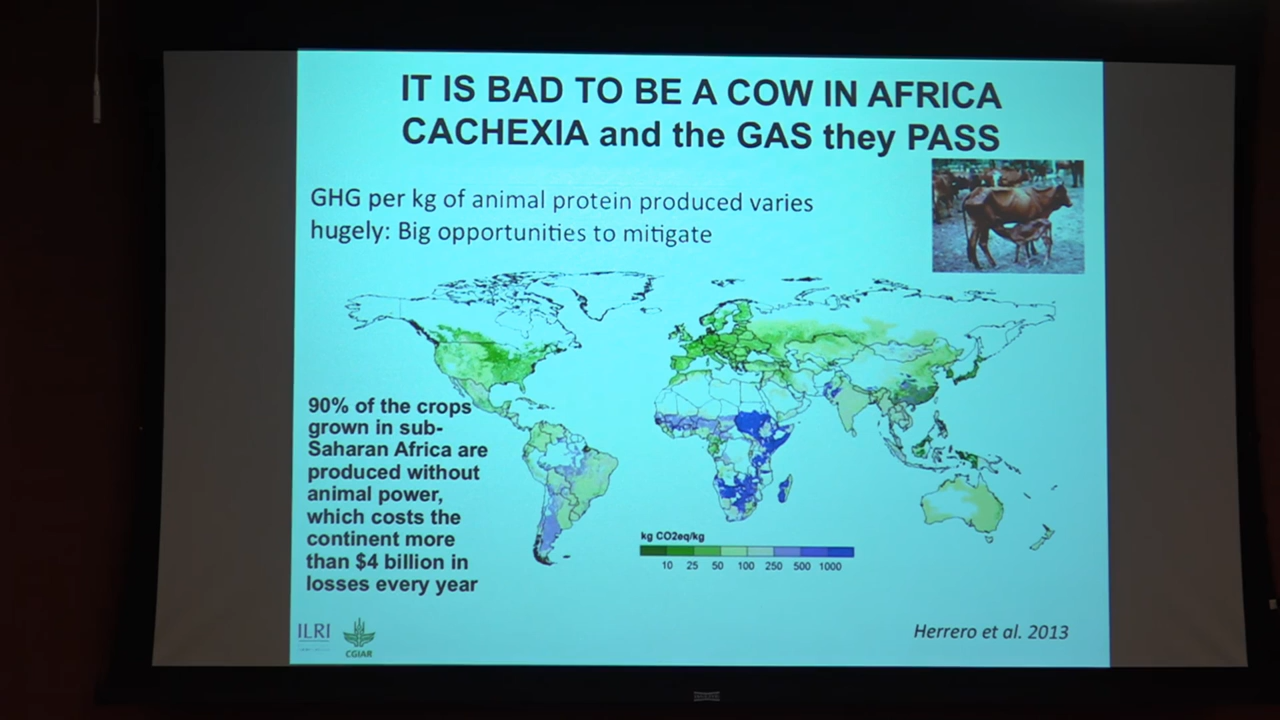 IT IS BAD TO BE A COW IN AFRICA
CACHEXIA and the GAS they PASS
GHG per kg of animal protein produced varies
hugely: Big opportunities to mitigate
90% of the crops
grown in sub-
Saharan Africa are
produced without
animal power,
which costs the
continent more
than $4 billion in
losses every year
kg CO2eq/kg
10 25 50 100 250 500 1000
ILRI
CGIAR
Herrero et al. 2013